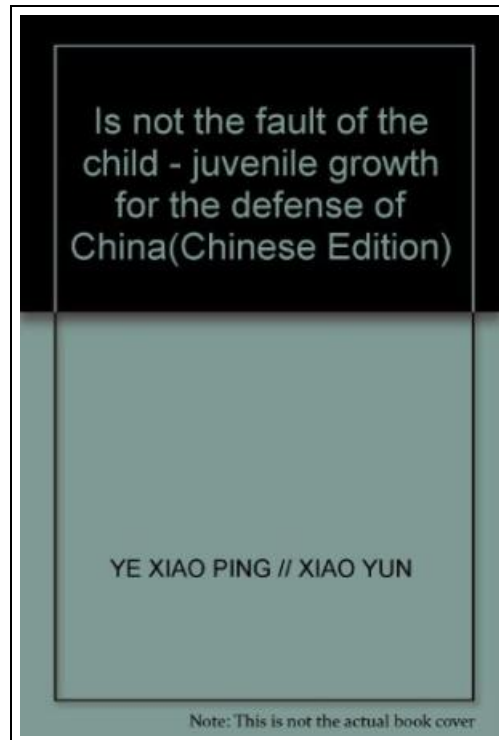 Is not the fault of the
child - juvenile growth
for the defense of
China(Chinese Edition)
YE XIAO PING // XIAO YUN
Note: This is not the actual book cover